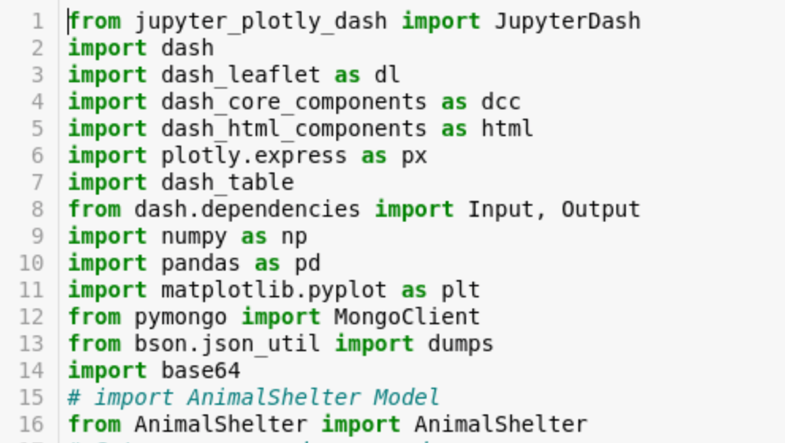 1 from jupyter_plotly_dash import JupyterDash
2 import dash
3 import dash_leaflet as dl
4 import dash_core_components as dcc
5 import dash_html_components as html
6 import plotly.express as px
7 import dash_table
8 from dash.dependencies import Input, Output
9 import numpy as np
10 import pandas as pd
11 import matplotlib.pyplot as plt
12 from pymongo import MongoClient
13 from bson.json_util import dumps
14 import base64
15 # import AnimalShelter Model
16 from AnimalShelter import AnimalShelter